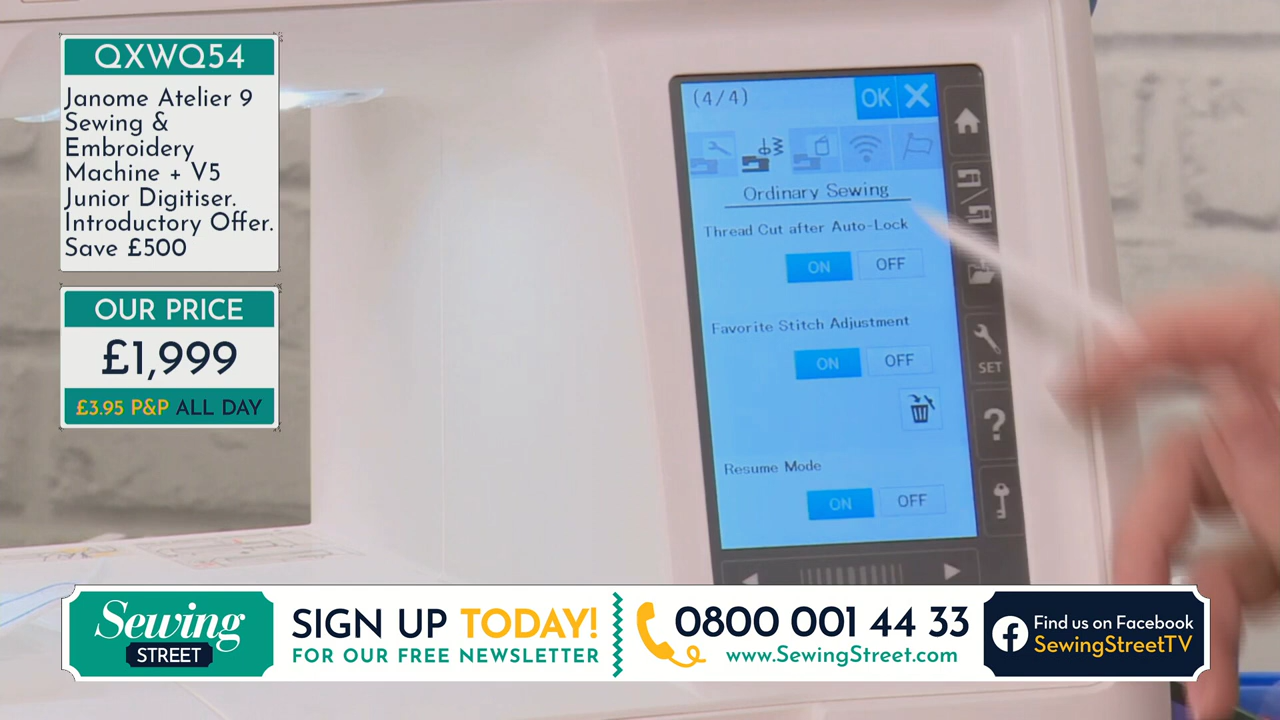 QXWQ54
Janome Atelier 9
Sewing &
Embroidery
Machine + V5
Junior Digitiser.
Introductory Offer.
Save £500
OUR PRICE
£1,999
£3.95 P&P ALL DAY
(4/4)
OK
Ordinary Sewing
Thread Cut after Auto-Lock
ON OFF
Favorite Stitch Adjustment
ON OFF
Resume Mode
ON OFF
SET
?
Sewing
STREET
SIGN UP TODAY!
FOR OUR FREE NEWSLETTER
0800 001 44 33
www.SewingStreet.com
Find us on Facebook
SewingStreetTV